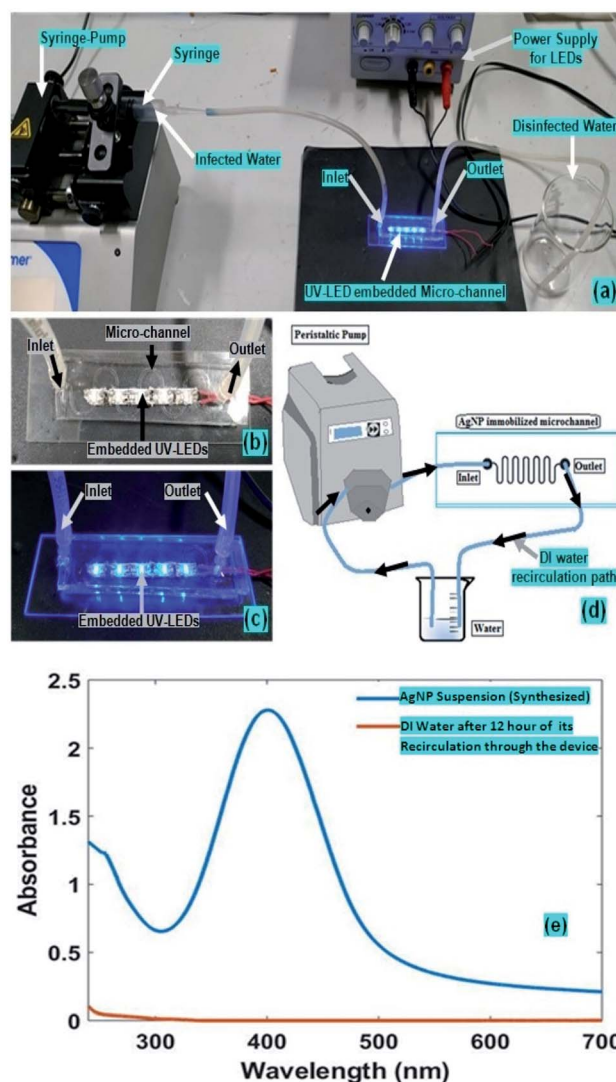 Syringe-Pump
Syringe
Infected Water
Power Supply
for LEDs
Disinfected Water
Inlet
Outlet
UV-LED embedded Micro-channel
(a)
mer
Micro-channel
Inlet
Outlet
Embedded UV-LEDs
(b)
Inlet
Outlet
Embedded UV-LEDs
(c)
Peristaltic Pump
AgNP immobilized microchannel
Inlet
Outlet
DI water
recirculation path
Water
(d)
AgNP Suspension (Synthesized)
DI Water after 12 hour of its
Recirculation through the device
Absorbance
2.5
2
1.5
1
0.5
0
(e)
300
400
500
600
700
Wavelength (nm)